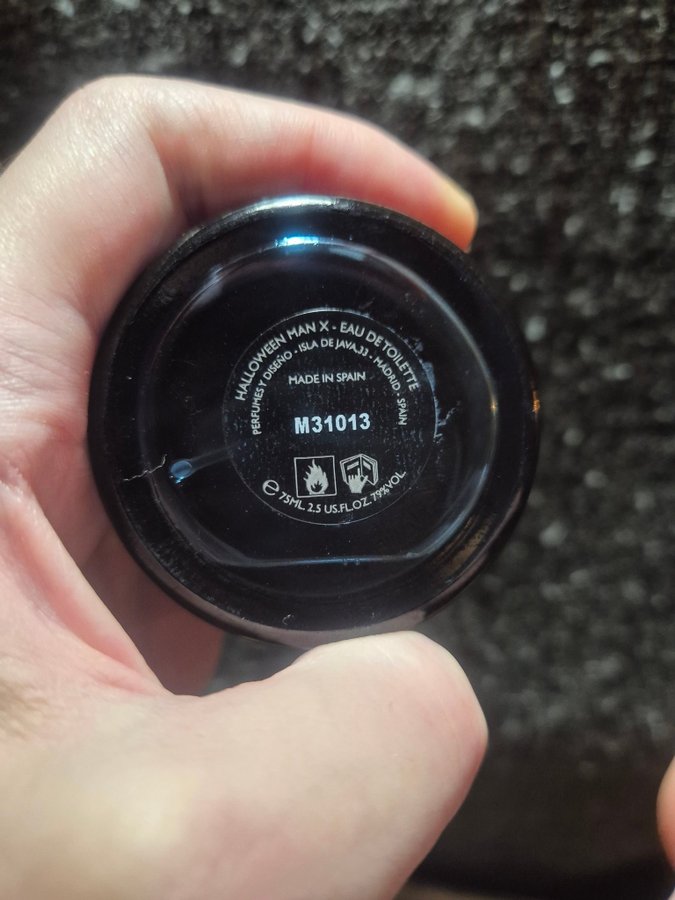 HALLOWEEN MAN X - EAU DE TOILETTE
PERFUMES Y DISEÑO - ISLA DE JAVA,33 - MADRID - SPAIN
MADE IN SPAIN
M31013
℮ 75ML. 2.5 US.FL.OZ. 79%VOL.